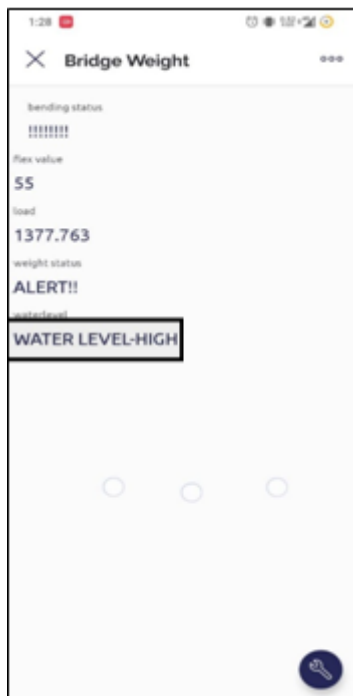 1:28
Bridge Weight
bending status
!!!!!!!!
flex value
55
load
1377.763
weight status
ALERT!!
waterlevel
WATER LEVEL-HIGH